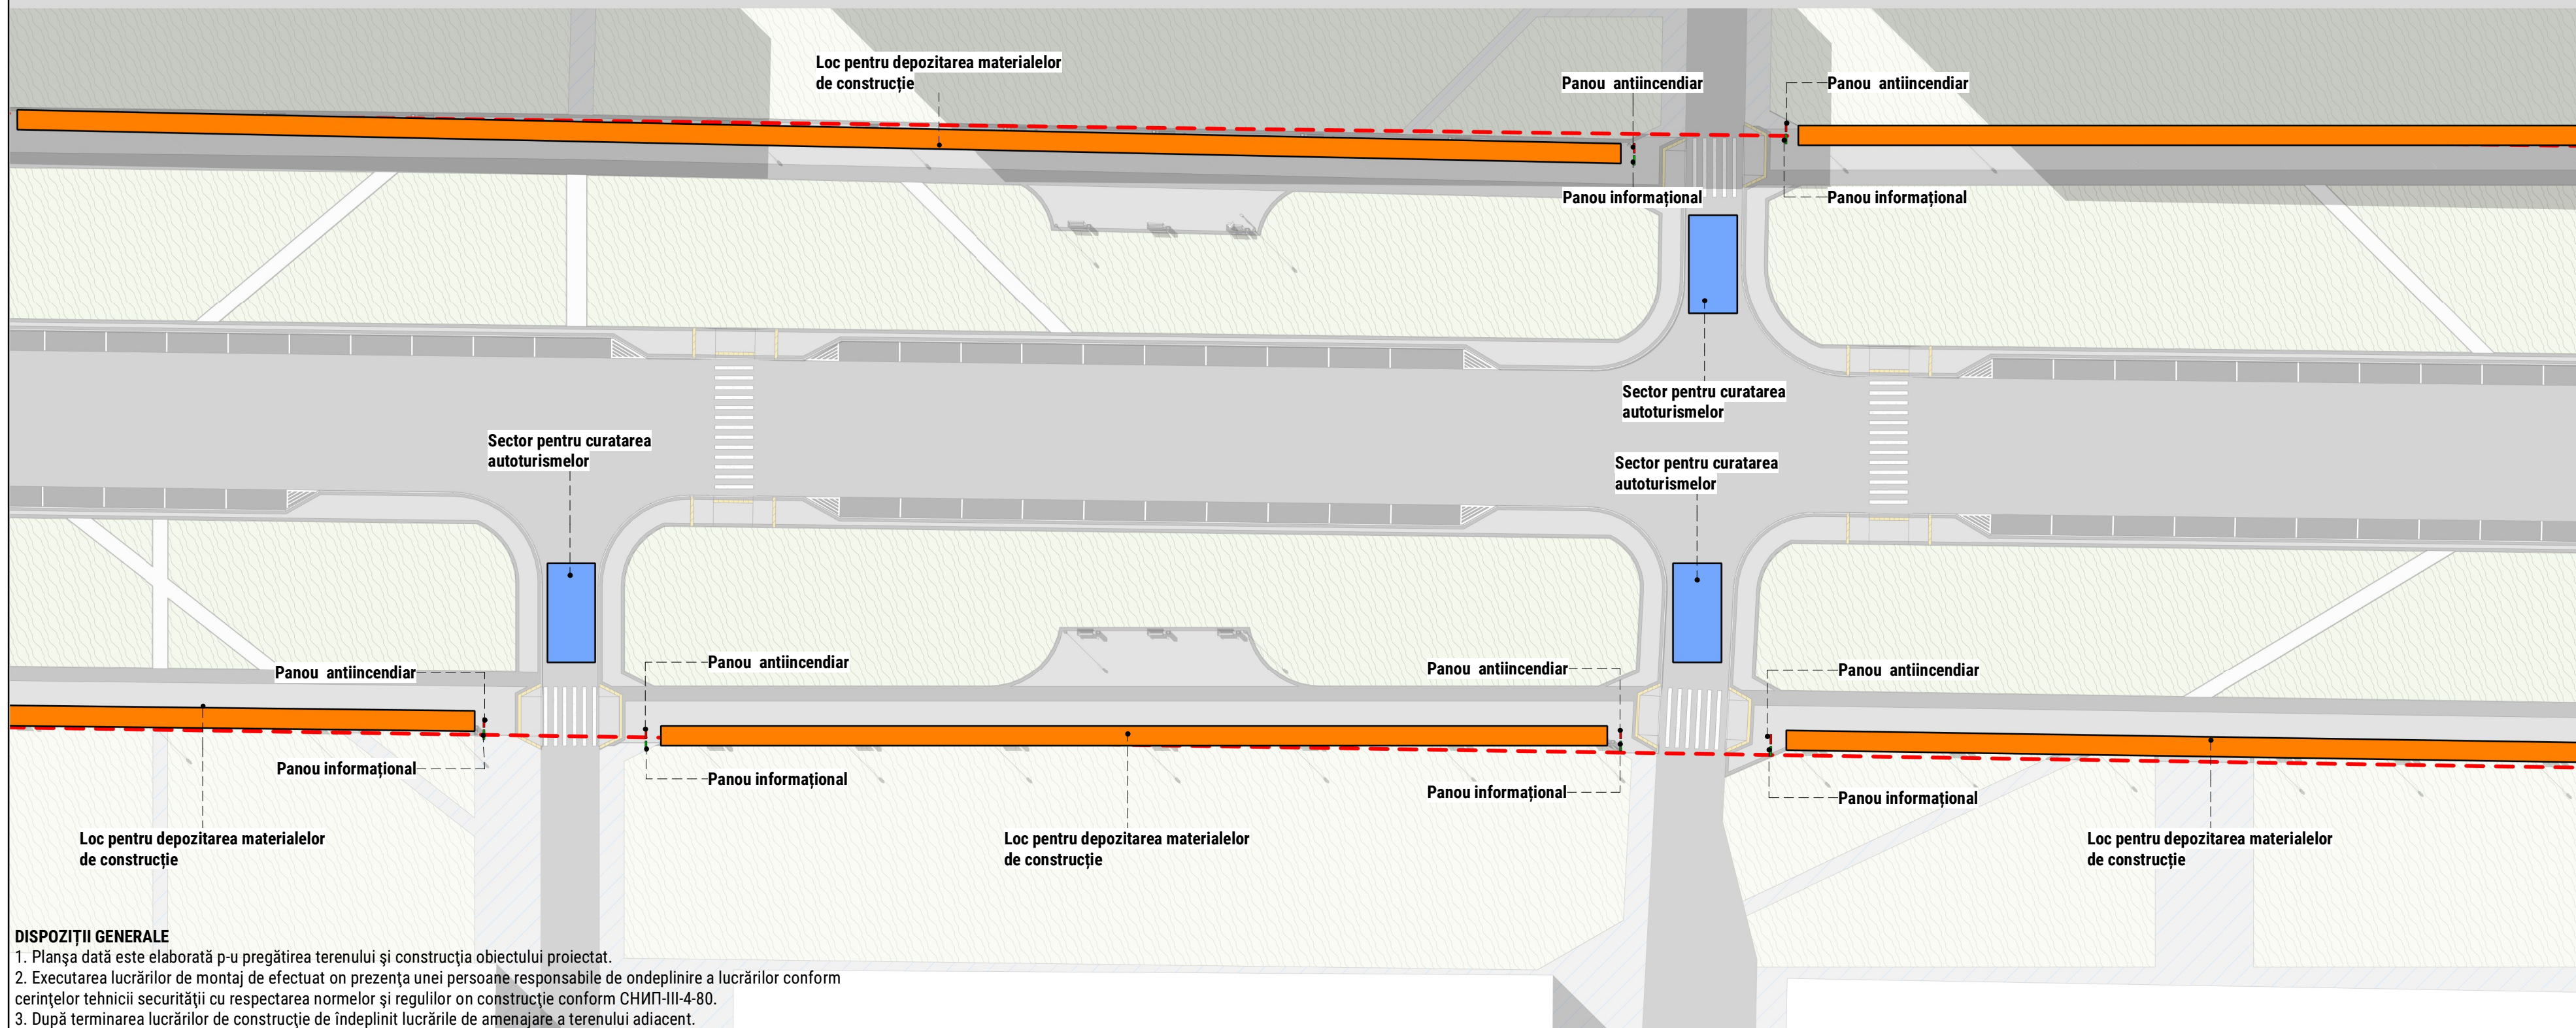 Loc pentru depozitarea materialelor
de construcție
Panou antiincendiar
Panou antiincendiar
Panou informațional
Panou informațional
Sector pentru curatarea
autoturismelor
Sector pentru curatarea
autoturismelor
Sector pentru curatarea
autoturismelor
Panou antiincendiar
Panou antiincendiar
Panou antiincendiar
Panou antiincendiar
Panou informațional
Panou informațional
Panou informațional
Panou informațional
Loc pentru depozitarea materialelor
de construcție
Loc pentru depozitarea materialelor
de construcție
Loc pentru depozitarea materialelor
de construcție
DISPOZIȚII GENERALE
1. Planşa dată este elaborată p-u pregătirea terenului şi construcţia obiectului proiectat.
2. Executarea lucrărilor de montaj de efectuat on prezenţa unei persoane responsabile de ondeplinire a lucrărilor conform
cerinţelor tehnicii securităţii cu respectarea normelor şi regulilor on construcţie conform СНИП-III-4-80.
3. După terminarea lucrărilor de construcţie de îndeplinit lucrările de amenajare a terenului adiacent.